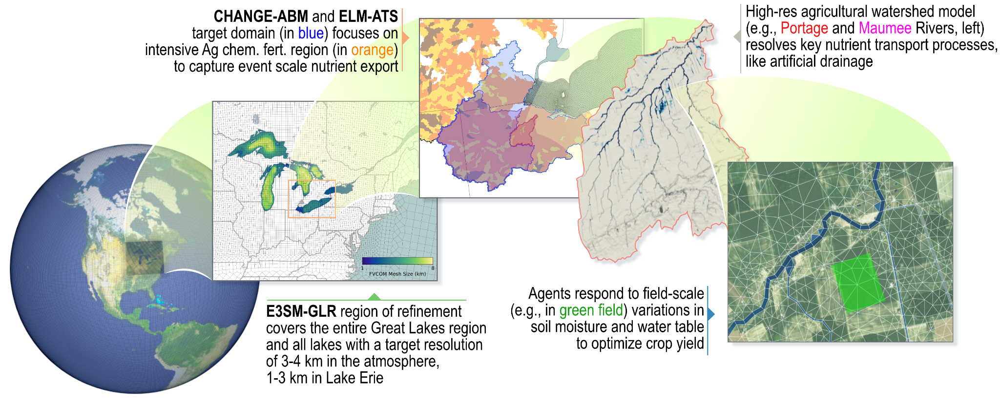 CHANGE-ABM and ELM-ATS
target domain (in blue) focuses on
intensive Ag chem. fert. region (in orange)
to capture event scale nutrient export
High-res agricultural watershed model
(e.g., Portage and Maumee Rivers, left)
resolves key nutrient transport processes,
like artificial drainage
1 8
FVCOM Mesh Size (km)
E3SM-GLR region of refinement
covers the entire Great Lakes region
and all lakes with a target resolution
of 3-4 km in the atmosphere,
1-3 km in Lake Erie
Agents respond to field-scale
(e.g., in green field) variations in
soil moisture and water table
to optimize crop yield